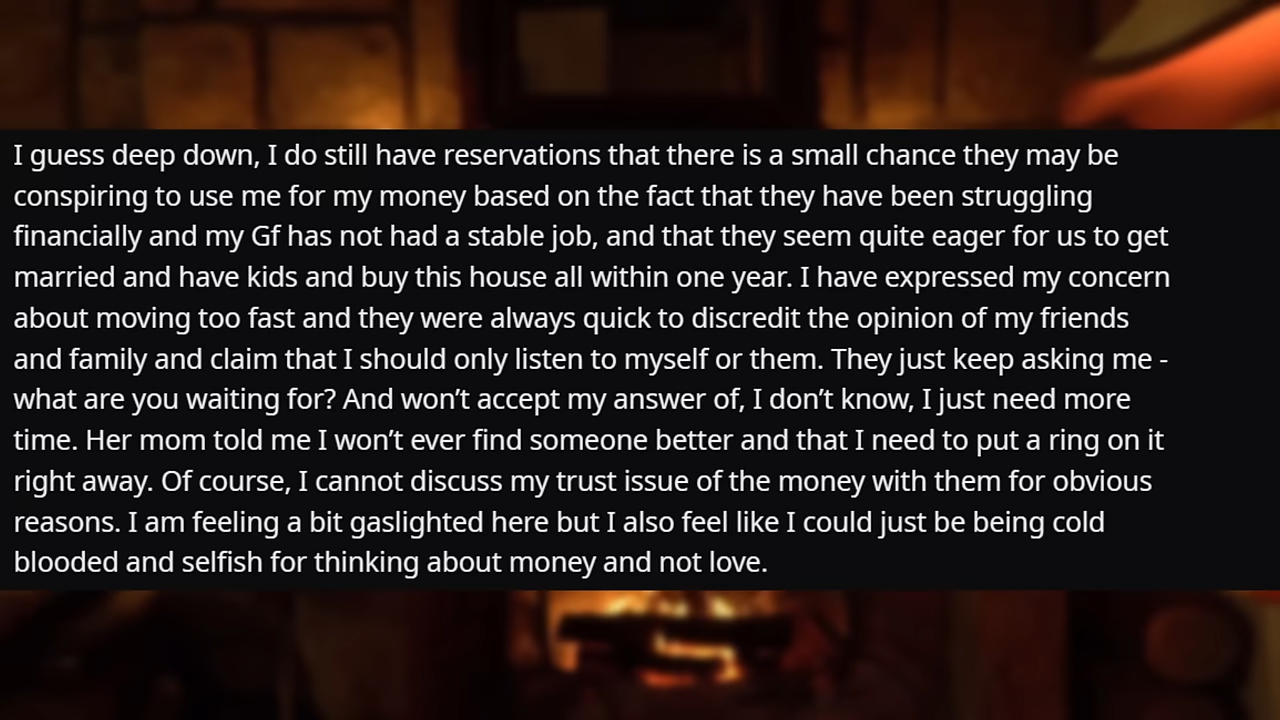 I guess deep down, I do still have reservations that there is a small chance they may be
conspiring to use me for my money based on the fact that they have been struggling
financially and my Gf has not had a stable job, and that they seem quite eager for us to get
married and have kids and buy this house all within one year. I have expressed my concern
about moving too fast and they were always quick to discredit the opinion of my friends
and family and claim that I should only listen to myself or them. They just keep asking me -
what are you waiting for? And won’t accept my answer of, I don’t know, I just need more
time. Her mom told me I won’t ever find someone better and that I need to put a ring on it
right away. Of course, I cannot discuss my trust issue of the money with them for obvious
reasons. I am feeling a bit gaslighted here but I also feel like I could just be being cold
blooded and selfish for thinking about money and not love.